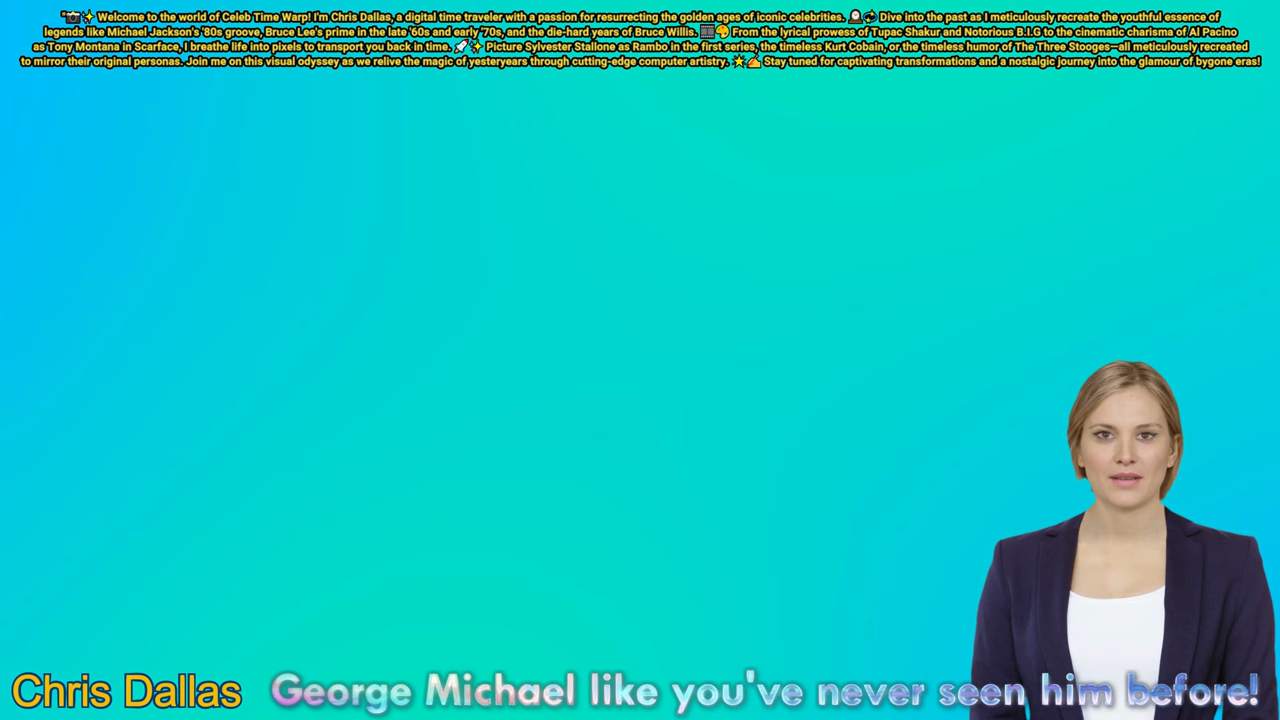 "📷✨ Welcome to the world of Celeb Time Warp! I'm Chris Dallas, a digital time traveler with a passion for resurrecting the golden ages of iconic celebrities. 🕰️🔄 Dive into the past as I meticulously recreate the youthful essence of
legends like Michael Jackson's '80s groove, Bruce Lee's prime in the late '60s and early '70s, and the die-hard years of Bruce Willis. 🎞️🎨 From the lyrical prowess of Tupac Shakur and Notorious B.I.G to the cinematic charisma of Al Pacino
as Tony Montana in Scarface, I breathe life into pixels to transport you back in time. 🚀✨ Picture Sylvester Stallone as Rambo in the first series, the timeless Kurt Cobain, or the timeless humor of The Three Stooges—all meticulously recreated
to mirror their original personas. Join me on this visual odyssey as we relive the magic of yesteryears through cutting-edge computer artistry. 🌟✍️ Stay tuned for captivating transformations and a nostalgic journey into the glamour of bygone eras!
Chris Dallas George Michael like you've never seen him before!